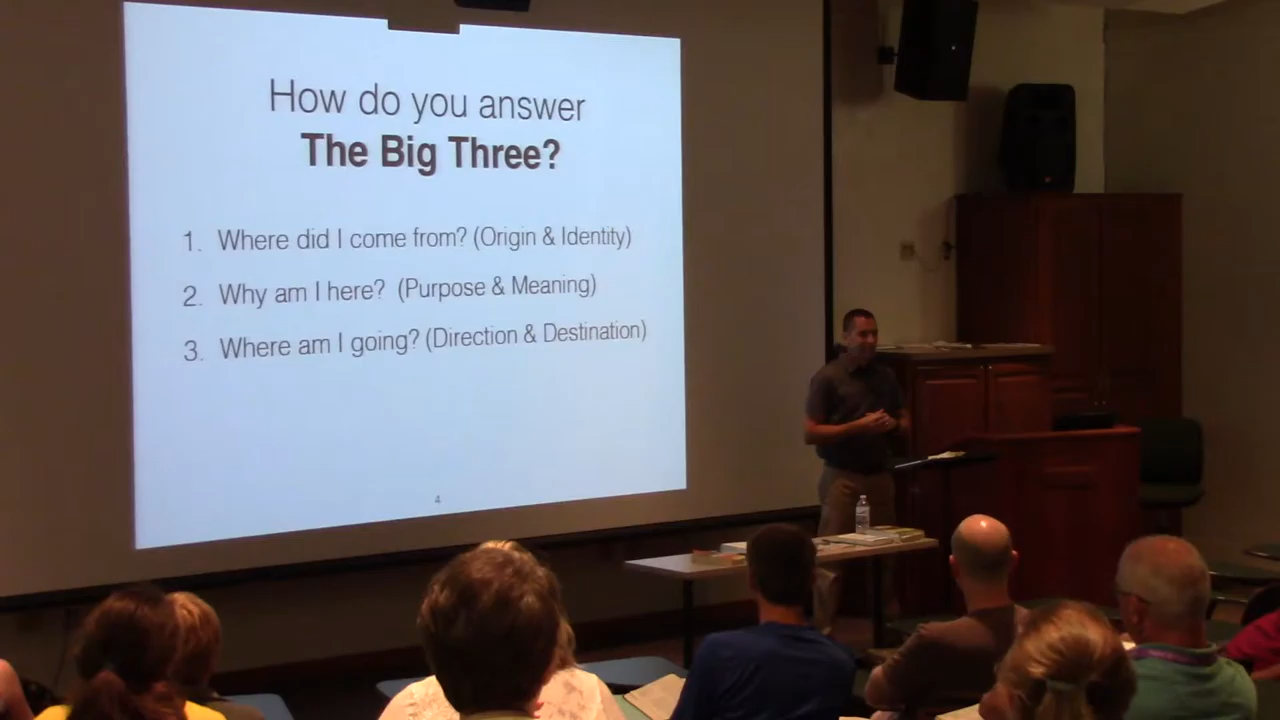 How do you answer
The Big Three?
1. Where did I come from? (Origin & Identity)
2. Why am I here? (Purpose & Meaning)
3. Where am I going? (Direction & Destination)
4